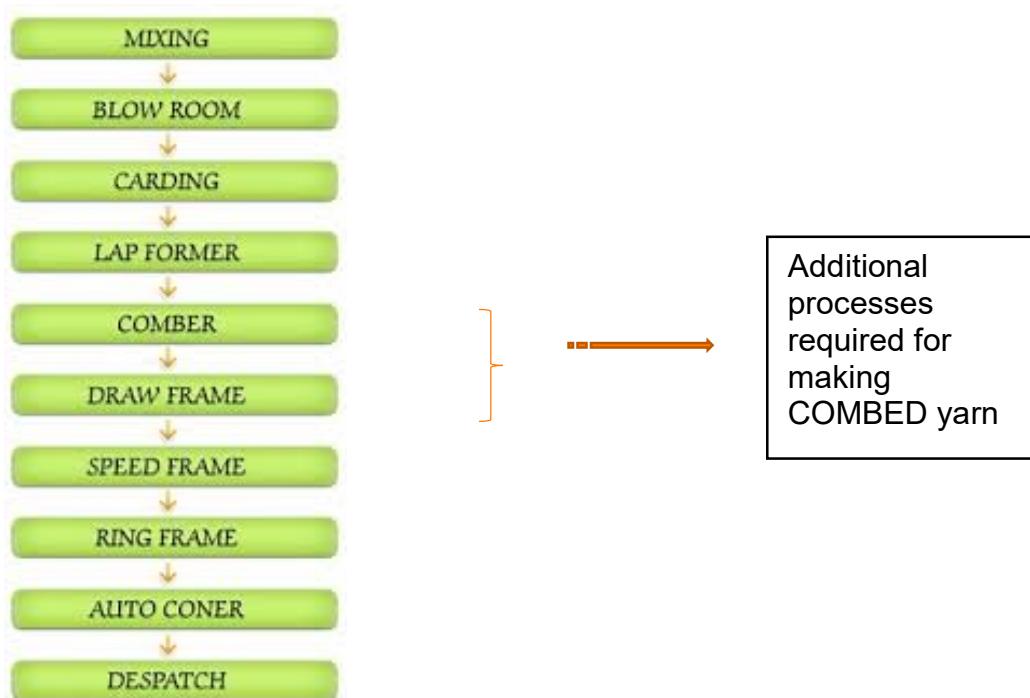 MIXING
BLOW ROOM
CARDING
LAP FORMER
COMBER
DRAW FRAME
SPEED FRAME
RING FRAME
AUTO CONER
DESPATCH
Additional
processes
required for
making
COMBED yarn